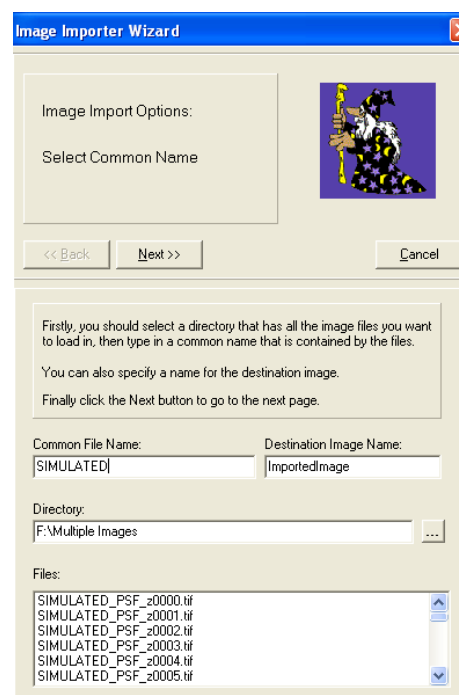 Image Importer Wizard
Image Import Options:
Select Common Name
<< Back
Next >>
Cancel
Firstly, you should select a directory that has all the image files you want
to load in, then type in a common name that is contained by the files.
You can also specify a name for the destination image.
Finally click the Next button to go to the next page.
Common File Name:
Destination Image Name:
SIMULATED
ImportedImage
Directory:
F:\Multiple Images
...
Files:
SIMULATED_PSF_z0000.tif
SIMULATED_PSF_z0001.tif
SIMULATED_PSF_z0002.tif
SIMULATED_PSF_z0003.tif
SIMULATED_PSF_z0004.tif
SIMULATED_PSF_z0005.tif